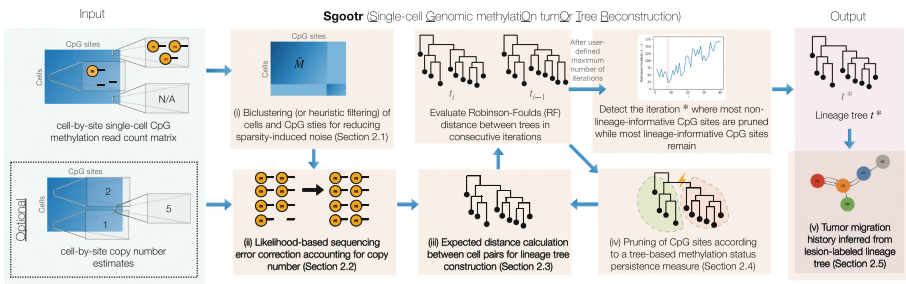 Input
Sgootr (Single-cell Genomic methylatiOn tumOr Tree Reconstruction)
Output
CpG sites
Cells
N/A
cell-by-site single-cell CpG
methylation read count matrix
Optional
CpG sites
Cells
2
1
5
cell-by-site copy number
estimates
CpG sites
Cells
M̂
(i) Biclustering (or heuristic filtering) of
cells and CpG sties for reducing
sparsity-induced noise (Section 2.1)
(ii) Likelihood-based sequencing
error correction accounting for copy
number (Section 2.2)
t_i
t_{i−1}
Evaluate Robinson-Foulds (RF)
distance between trees in
consecutive iterations
(iii) Expected distance calculation
between cell pairs for lineage tree
construction (Section 2.3)
After user-
defined
maximum
number of
iterations
Detect the iteration * where most non-
lineage-informative CpG sites are pruned
while most lineage-informative CpG sites
remain
(iv) Pruning of CpG sites according
to a tree-based methylation status
persistence measure (Section 2.4)
t*
Lineage tree t*
(v) Tumor migration
history inferred from
lesion-labeled lineage
tree (Section 2.5)